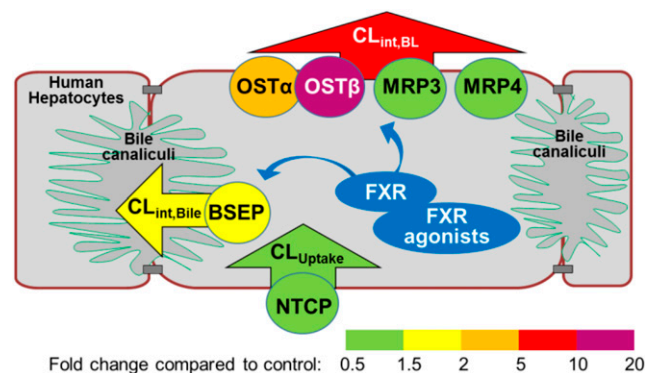 CLint,BL
Human
Hepatocytes
OSTα OSTβ MRP3 MRP4
Bile
canaliculi
Bile
canaliculi
FXR
CLint,Bile BSEP
FXR
agonists
CLUptake
NTCP
Fold change compared to control: 0.5 1.5 2 5 10 20